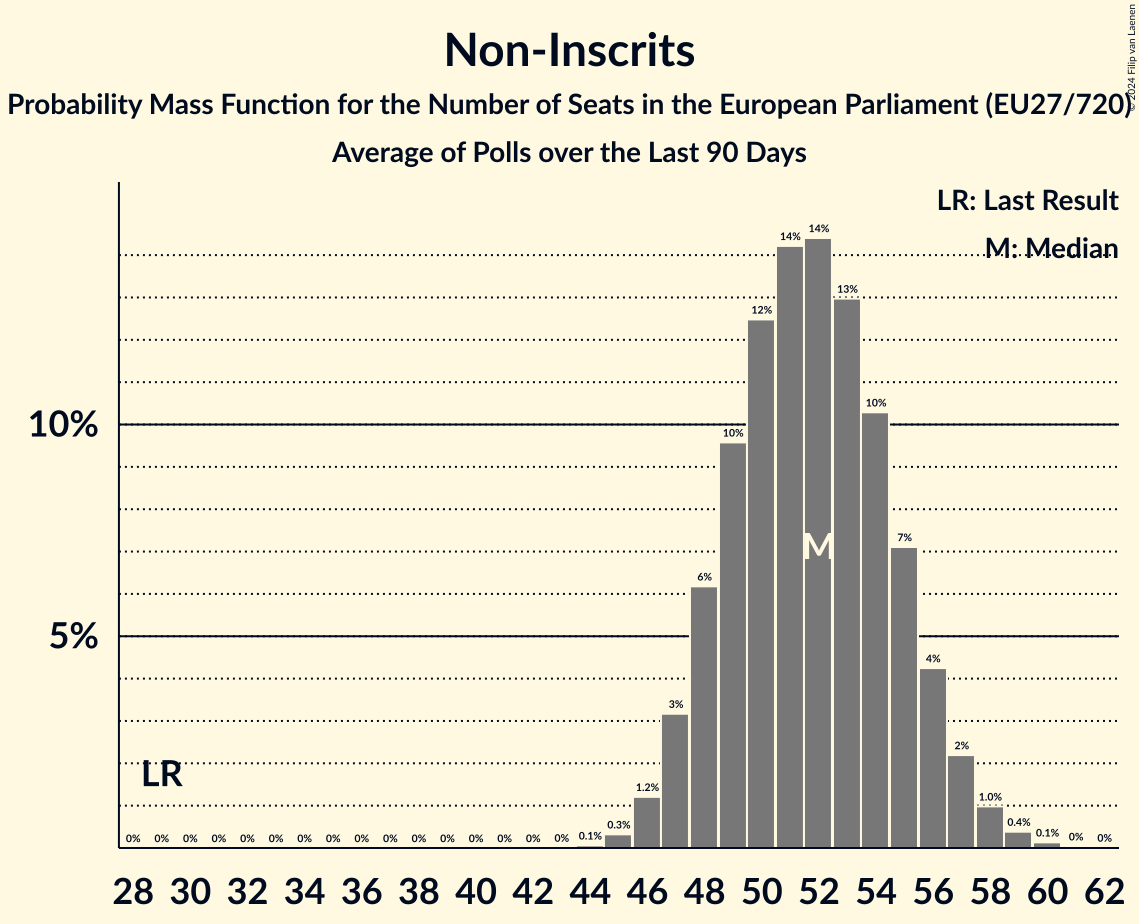 Non-Inscrits
Probability Mass Function for the Number of Seats in the European Parliament (EU27/720)
Average of Polls over the Last 90 Days
© 2024 Filip van Laenen
LR: Last Result
M: Median
10%
5%
LR
M
0% 0% 0% 0% 0% 0% 0% 0% 0% 0% 0% 0% 0% 0% 0% 0% 0.1% 0.3% 1.2% 3% 6% 10% 12% 14% 14% 13% 10% 7% 4% 2% 1.0% 0.4% 0.1% 0% 0%
28 30 32 34 36 38 40 42 44 46 48 50 52 54 56 58 60 62